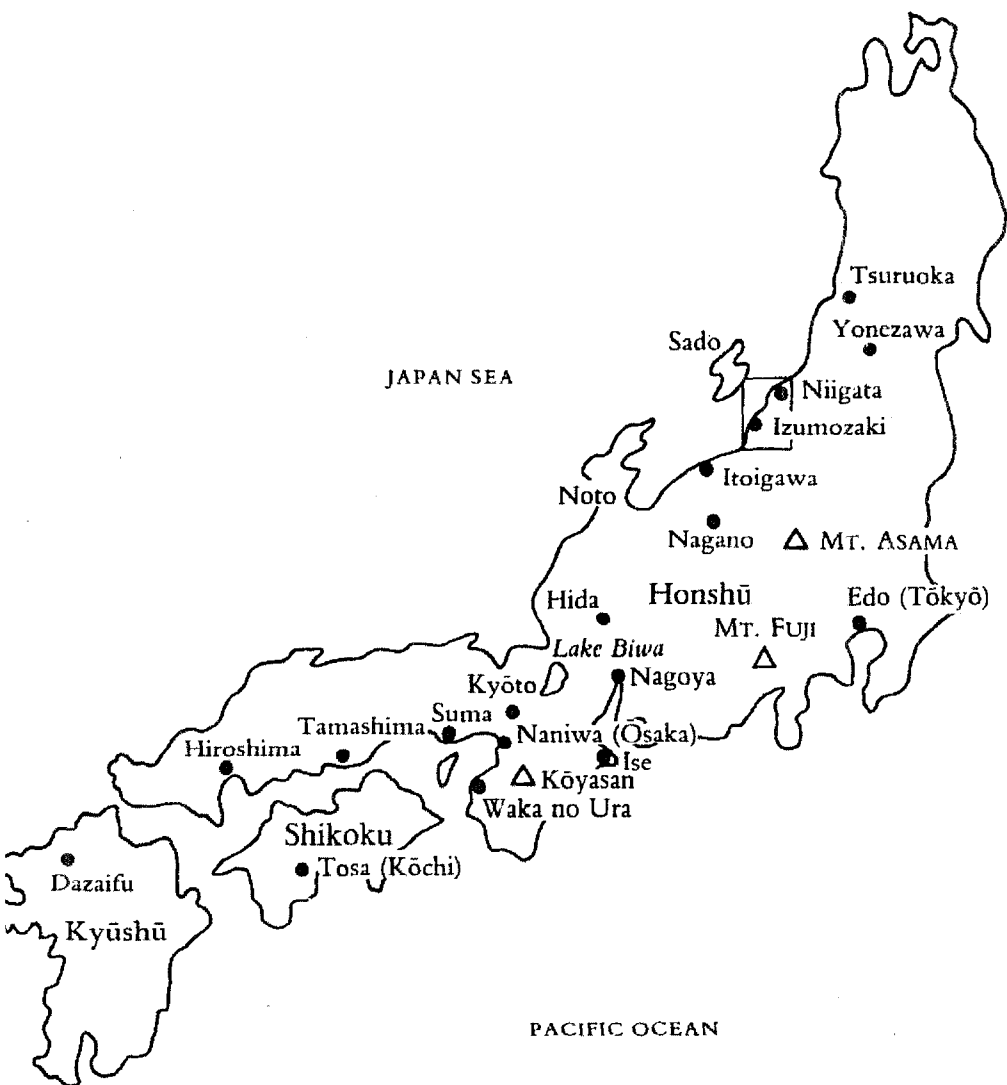 Tsuruoka
Yonezawa
Sado
JAPAN SEA
Niigata
Izumozaki
Itoigawa
Noto
Nagano
MT. ASAMA
Hida
Honshū
Edo (Tōkyō)
MT. FUJI
Lake Biwa
Nagoya
Kyōto
Suma
Tamashima
Naniwa (Ōsaka)
Hiroshima
Ise
Kōyasan
Waka no Ura
Shikoku
Tosa (Kōchi)
Dazaifu
Kyūshū
PACIFIC OCEAN